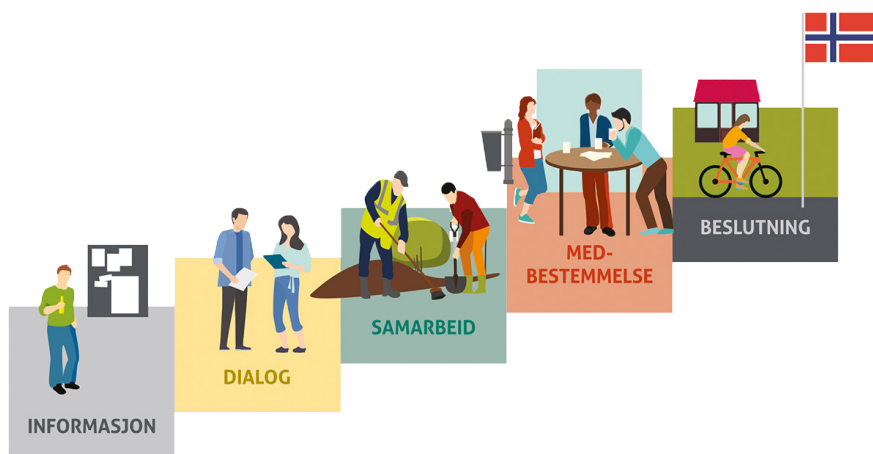 INFORMASJON
DIALOG
SAMARBEID
MED-
BESTEMMELSE
BESLUTNING